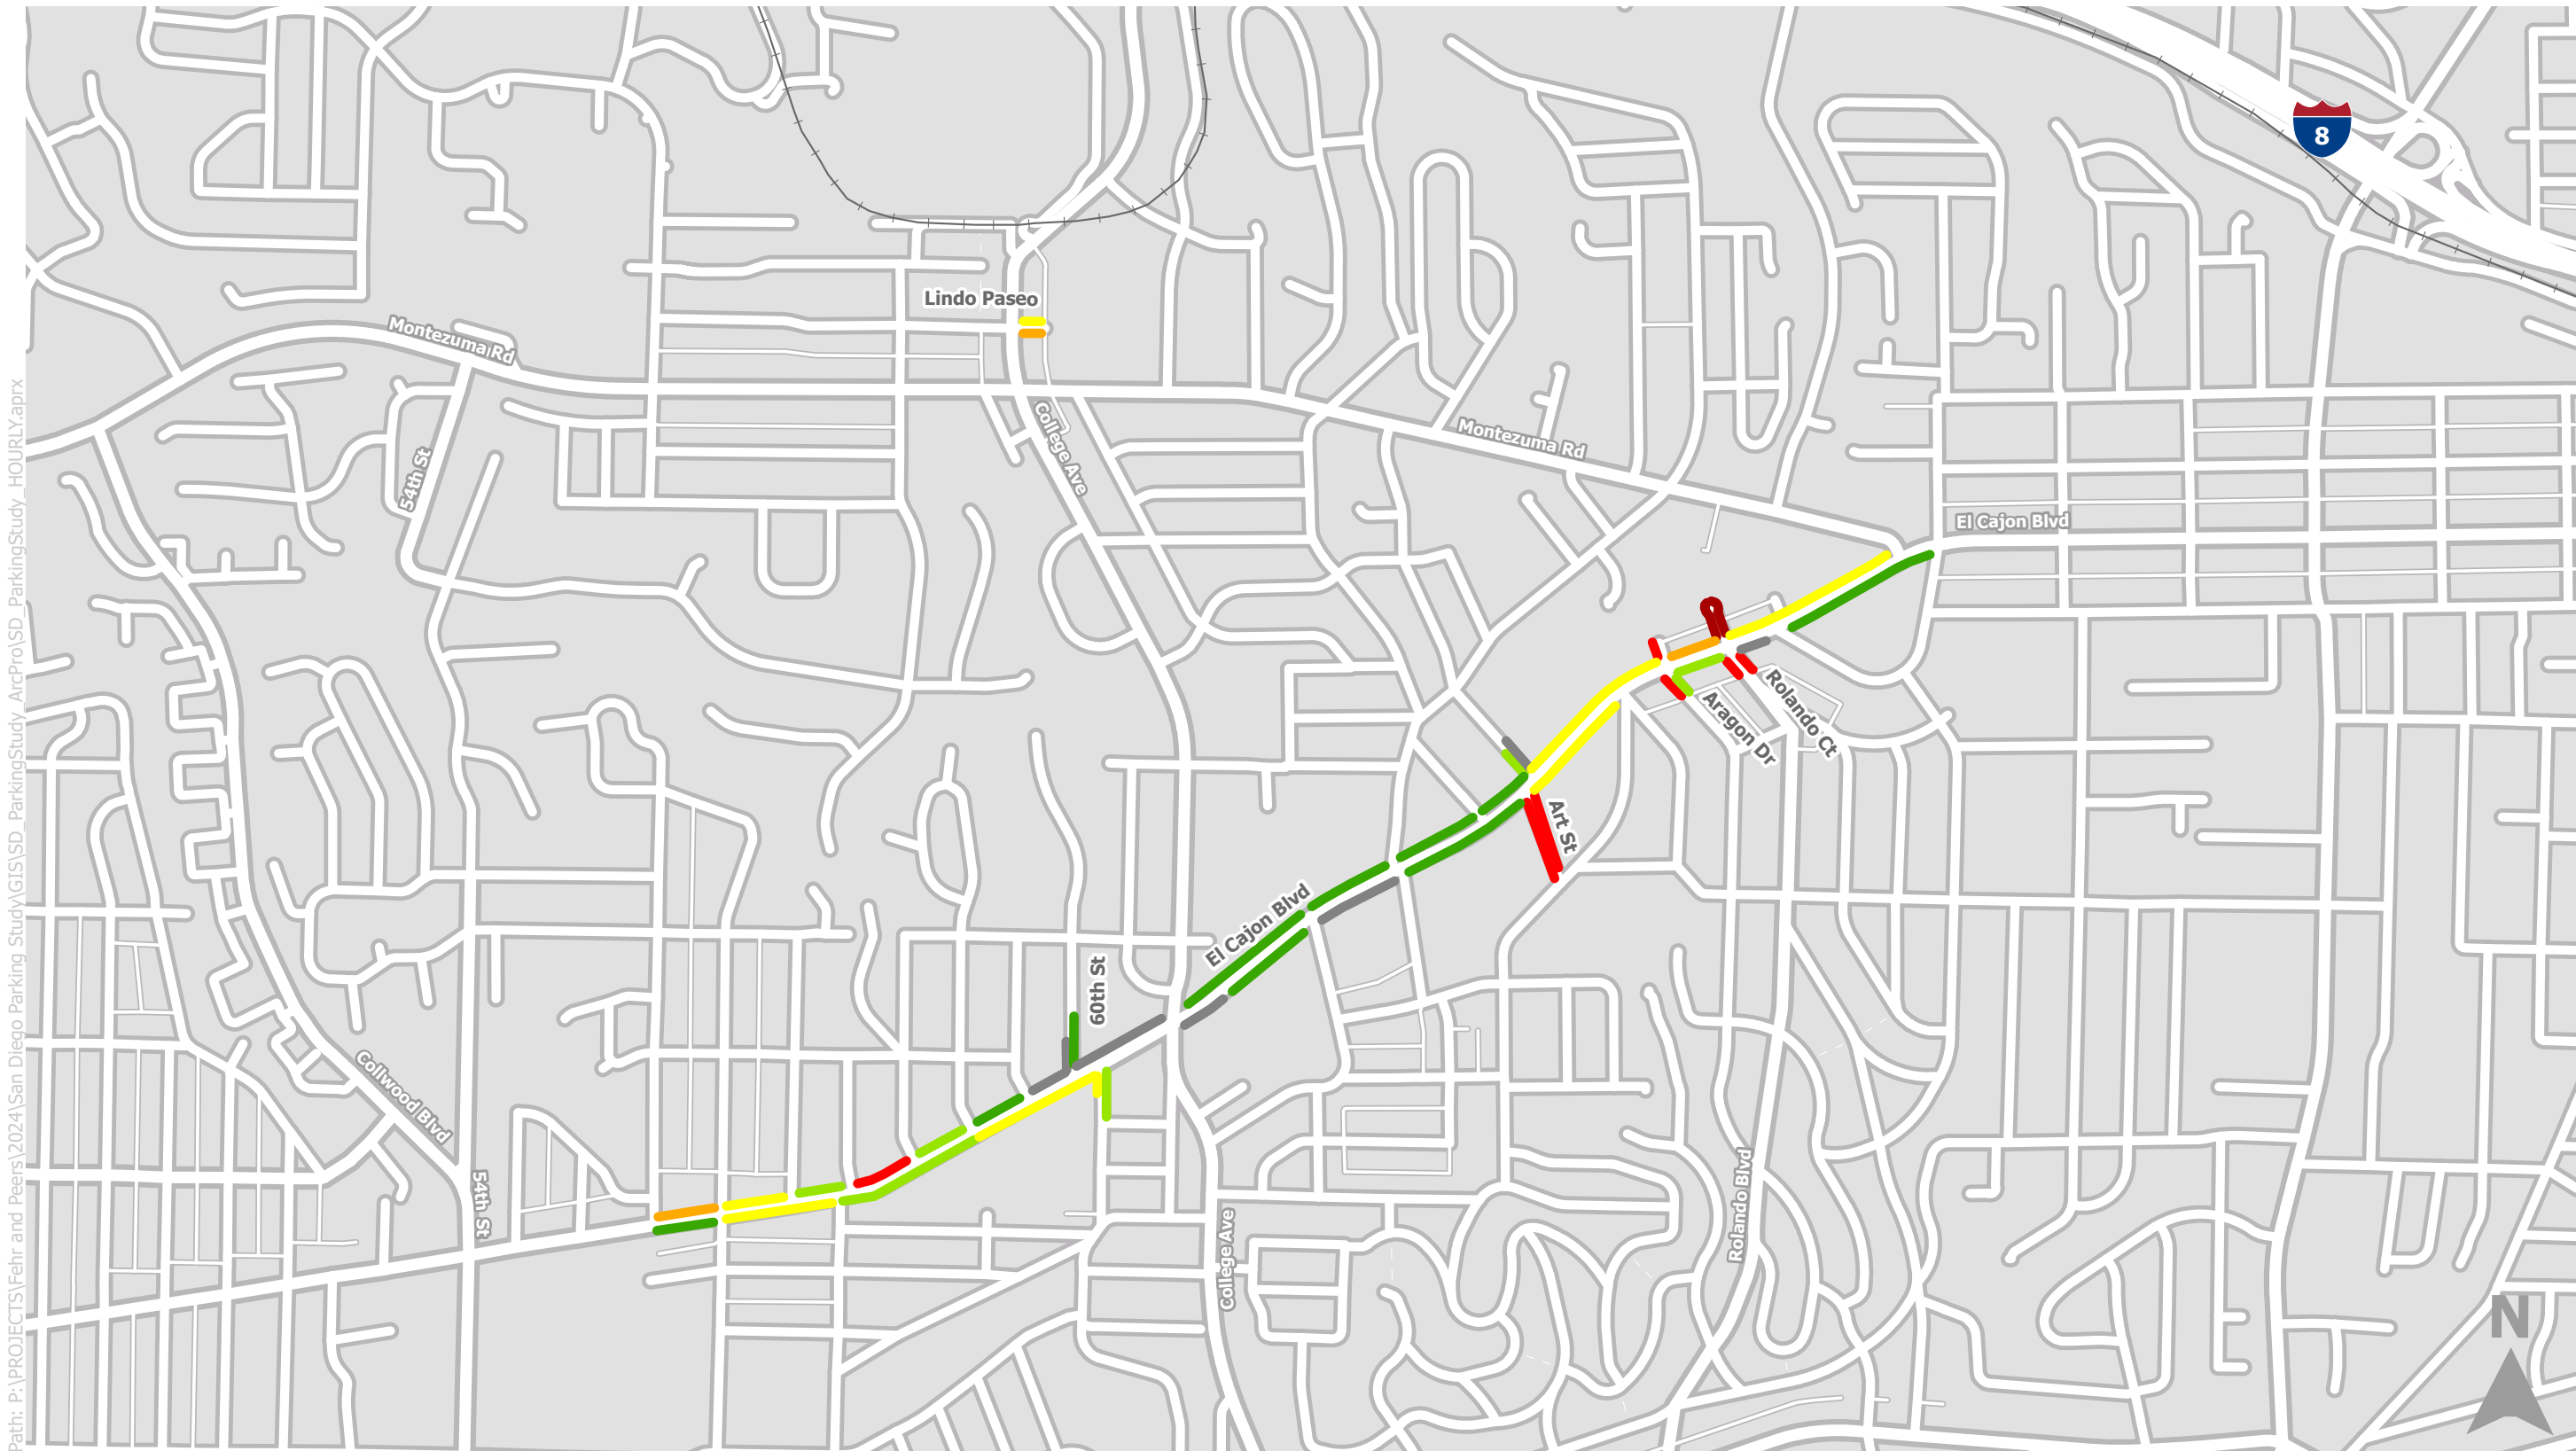 8
Lindo Paseo
Montezuma Rd
College Ave
Montezuma Rd
54th St
El Cajon Blvd
Rolando Ct
Aragon Dr
Art St
El Cajon Blvd
60th St
Collwood Blvd
54th St
Rolando Blvd
College Ave
N
Path: P:\PROJECTS\Fehr and Peers\2024\San Diego Parking Study\GIS\SD_ParkingStudy_ArcPro\SD_ParkingStudy_HOURLY.aprx